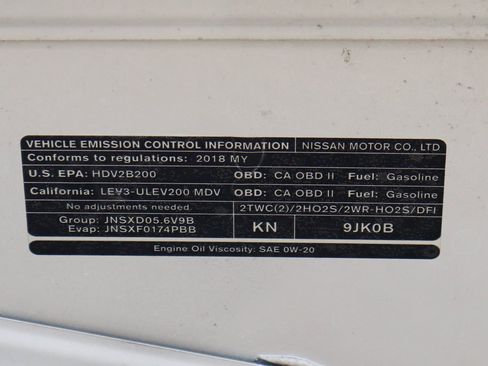 VEHICLE EMISSION CONTROL INFORMATION NISSAN MOTOR CO., LTD
Conforms to regulations: 2018 MY
U.S. EPA: HDV2B200 OBD: CA OBD II Fuel: Gasoline
California: LEV3-ULEV200 MDV OBD: CA OBD II Fuel: Gasoline
No adjustments needed. 2TWC(2)/2HO2S/2WR-HO2S/DFI
Group: JNSXD05.6V9B
Evap: JNSXF0174PBB
KN 9JK0B
Engine Oil Viscosity: SAE 0W-20